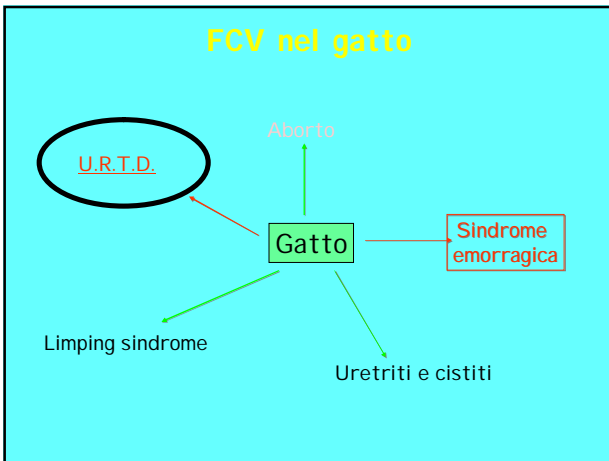 FCV nel gatto
Aborto
U.R.T.D.
Gatto
Sindrome
emorragica
Limping sindrome
Uretriti e cistiti